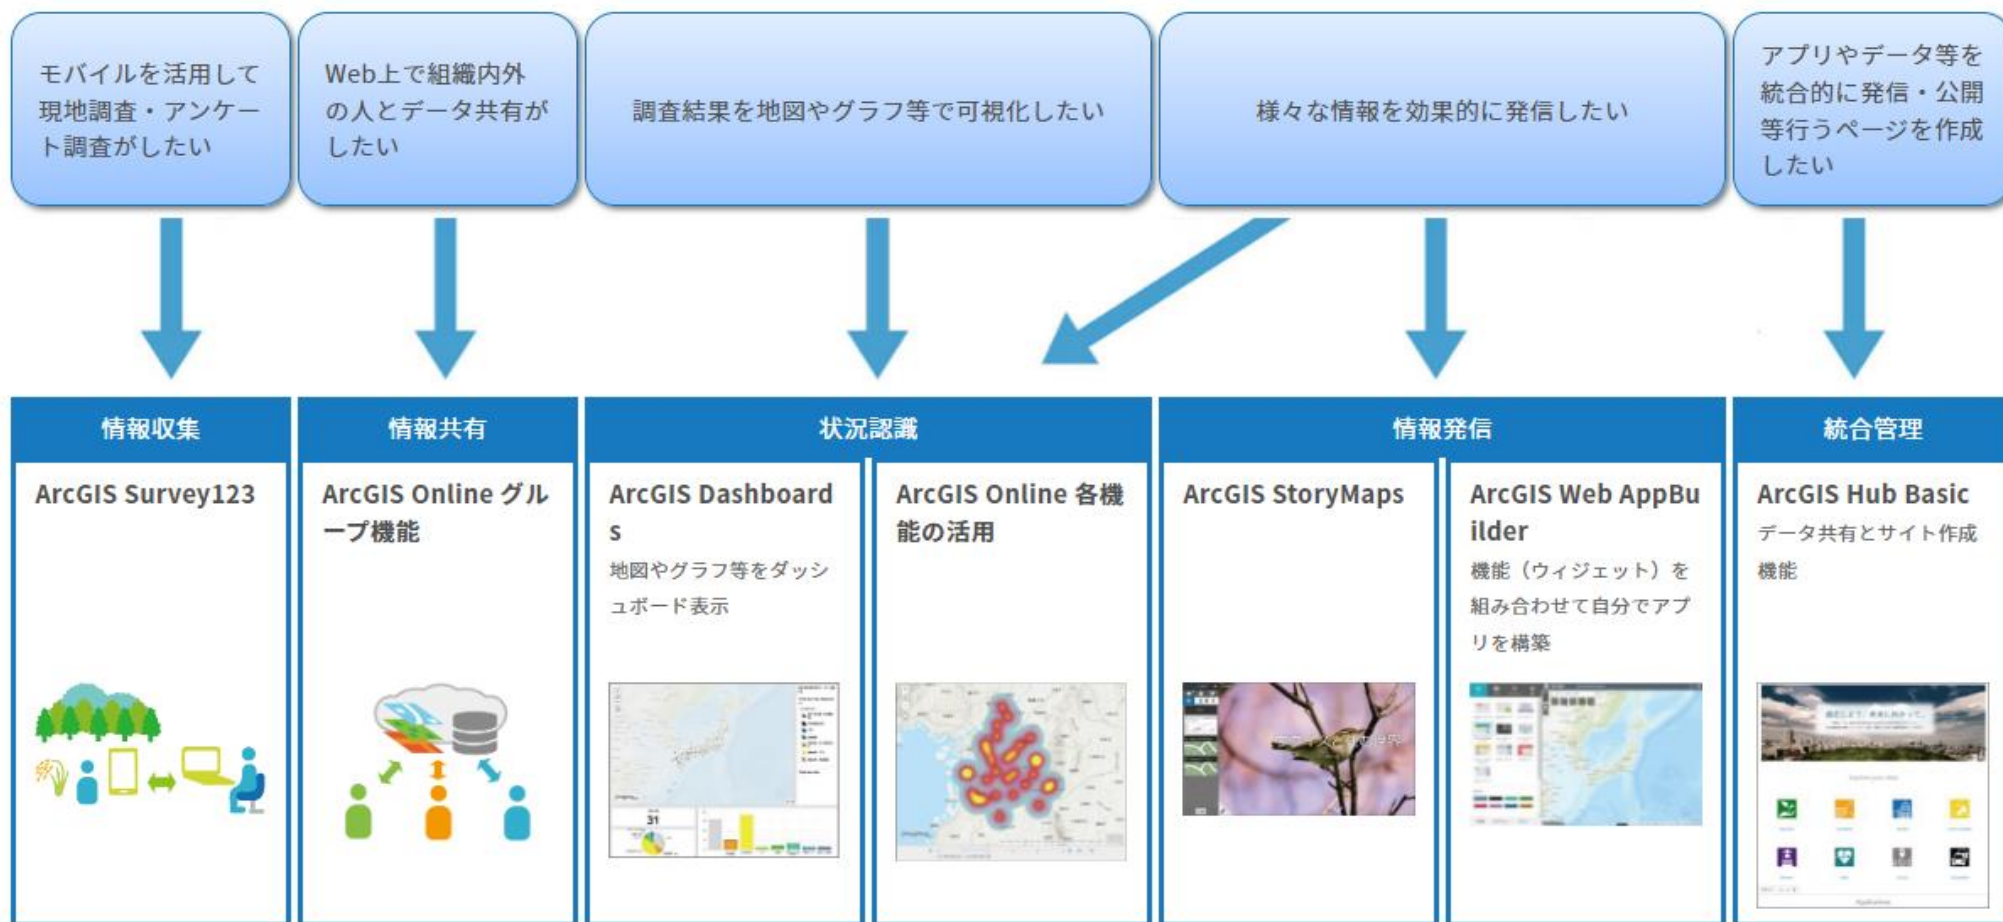 モバイルを活用して
現地調査・アンケー
ト調査がしたい
Web上で組織内外
の人とデータ共有が
したい
調査結果を地図やグラフ等で可視化したい
様々な情報を効果的に発信したい
アプリやデータ等を
統合的に発信・公開
等行うページを作成
したい
情報収集
情報共有
状況認識
情報発信
統合管理
ArcGIS Survey123
ArcGIS Online グル
ープ機能
ArcGIS Dashboard
s
地図やグラフ等をダッシ
ュボード表示
ArcGIS Online 各機
能の活用
ArcGIS StoryMaps
ArcGIS Web AppBu
ilder
機能（ウィジェット）を
組み合わせて自分でアプ
リを構築
ArcGIS Hub Basic
データ共有とサイト作成
機能
31